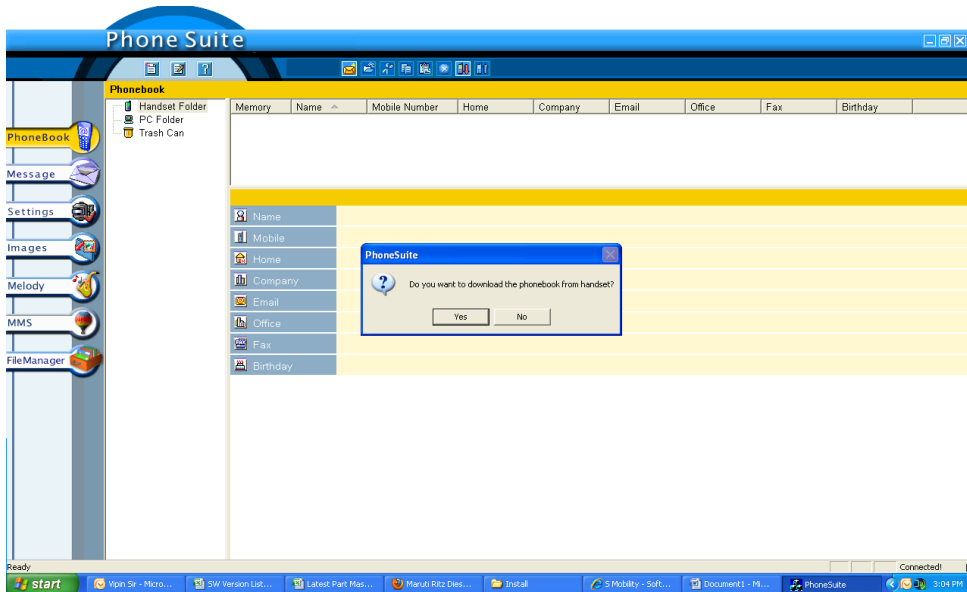 Phone Suite
Phonebook
Handset Folder
PC Folder
Trash Can
Memory Name Mobile Number Home Company Email Office Fax Birthday
PhoneBook
Message
Settings
Images
Melody
MMS
FileManager
Name
Mobile
Home
Company
Email
Office
Fax
Birthday
PhoneSuite
Do you want to download the phonebook from handset?
Yes No
Ready
Connected!
start Vipin Sir - Micro... SW Version List... Latest Part Mas... Maruti Ritz Dies... Install S Mobility - Soft... Document1 - Mi... PhoneSuite 3:04 PM